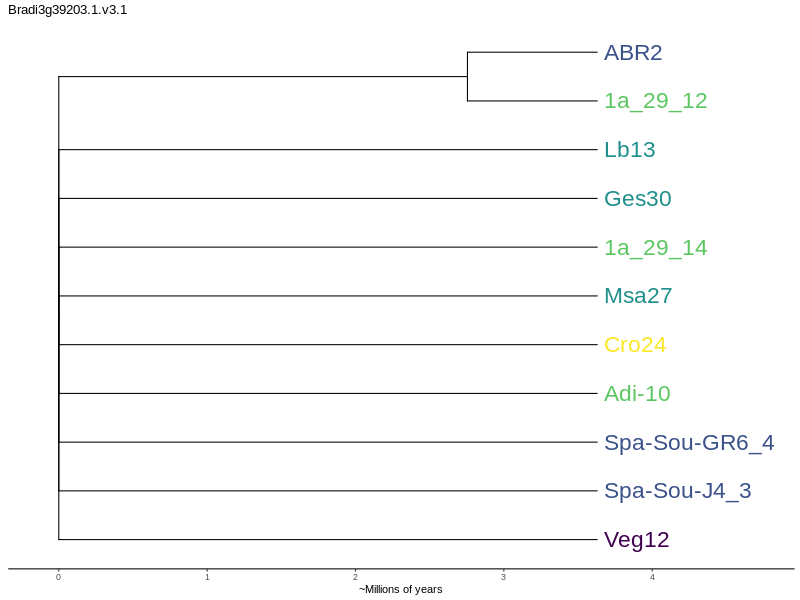 Bradi3g39203.1.v3.1
ABR2
1a_29_12
Lb13
Ges30
1a_29_14
Msa27
Cro24
Adi-10
Spa-Sou-GR6_4
Spa-Sou-J4_3
Veg12
0 1 2 3 4
~Millions of years